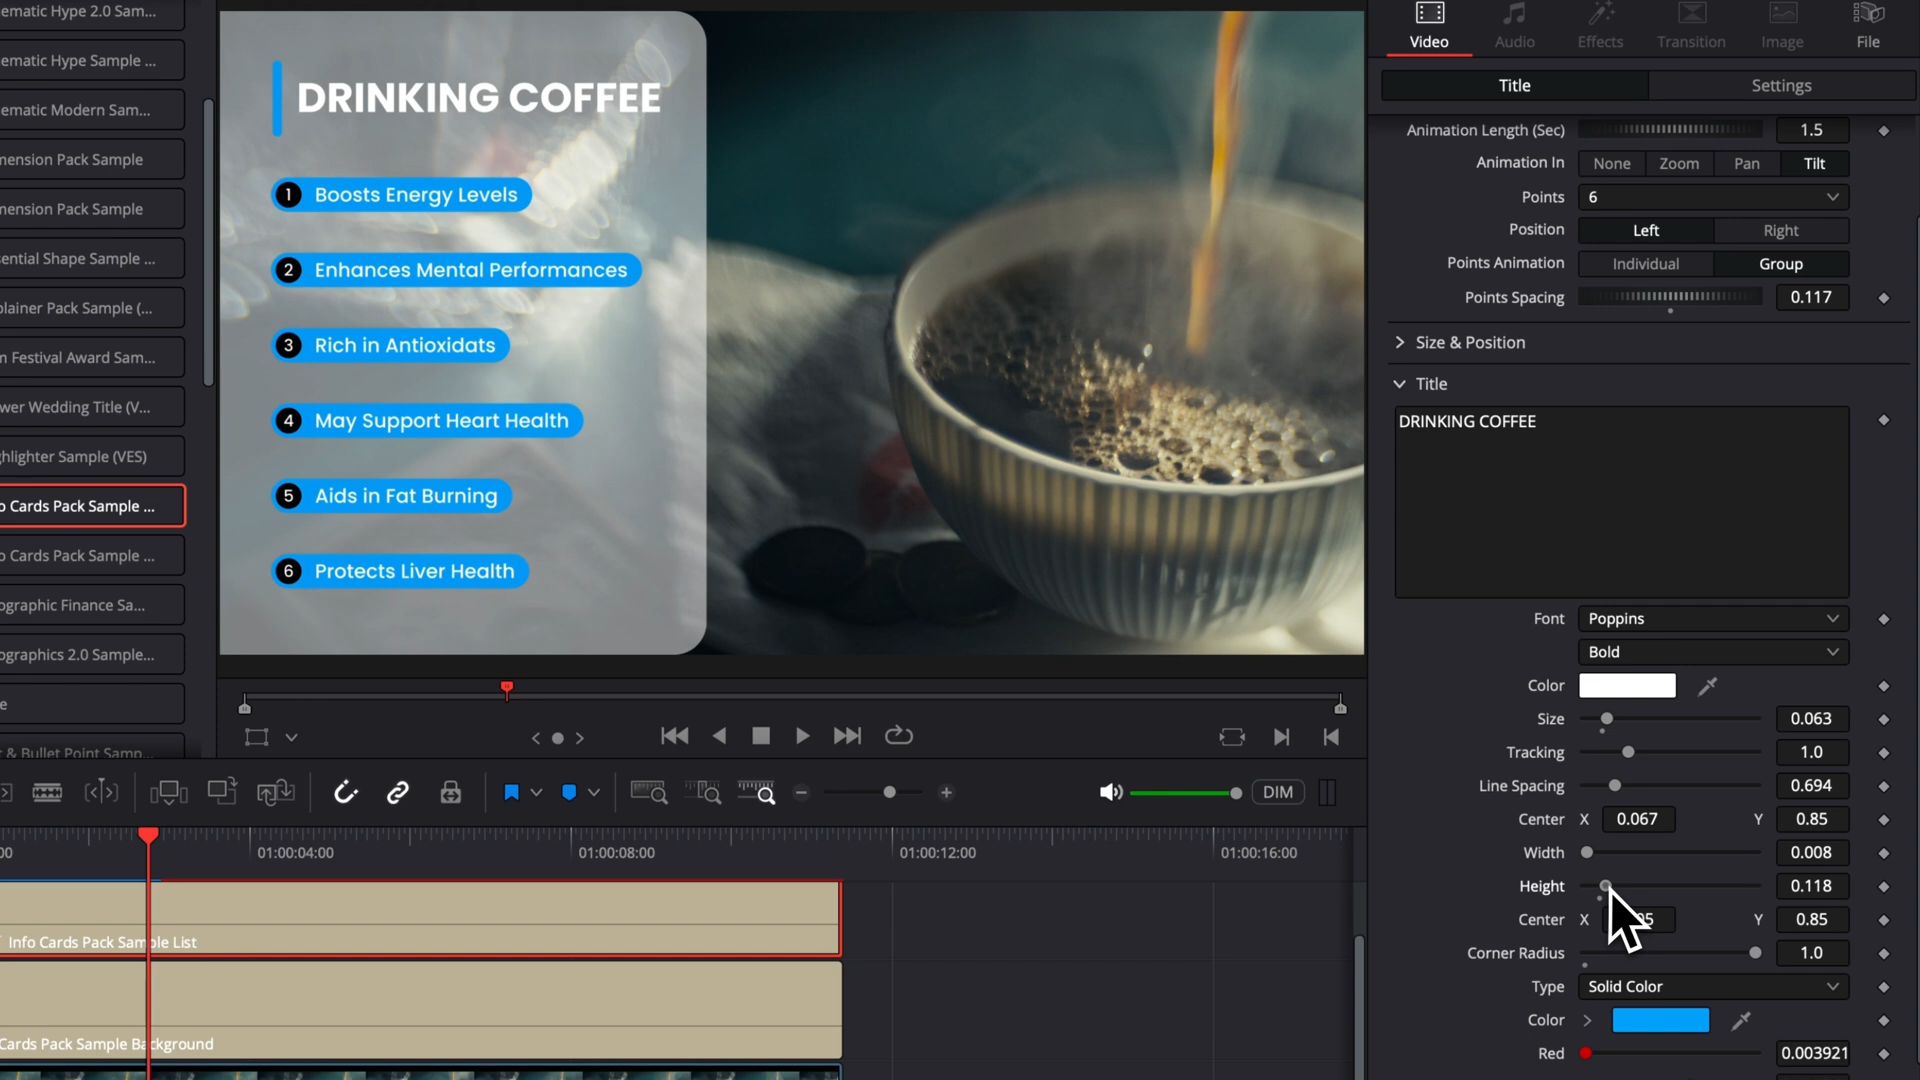 ematic Hype 2.0 Sam...
ematic Hype Sample ...
ematic Modern Sam...
mension Pack Sample
mension Pack Sample
sential Shape Sample ...
plainer Pack Sample (...
m Festival Award Sam...
wer Wedding Title (V...
ghlighter Sample (VES)
o Cards Pack Sample ...
o Cards Pack Sample ...
ographic Finance Sa...
ographics 2.0 Sample...
e
& Bullet Point Samp...
DRINKING COFFEE
1 Boosts Energy Levels
2 Enhances Mental Performances
3 Rich in Antioxidats
4 May Support Heart Health
5 Aids in Fat Burning
6 Protects Liver Health
DIM
00 01:00:04:00 01:00:08:00 01:00:12:00 01:00:16:00
Info Cards Pack Sample List
Cards Pack Sample Background
Video Audio Effects Transition Image File
Title Settings
Animation Length (Sec) 1.5
Animation In None Zoom Pan Tilt
Points 6
Position Left Right
Points Animation Individual Group
Points Spacing 0.117
Size & Position
Title
DRINKING COFFEE
Font Poppins
Bold
Color
Size 0.063
Tracking 1.0
Line Spacing 0.694
Center X 0.067 Y 0.85
Width 0.008
Height 0.118
Center X Y 0.85
Corner Radius 1.0
Type Solid Color
Color
Red 0.003921